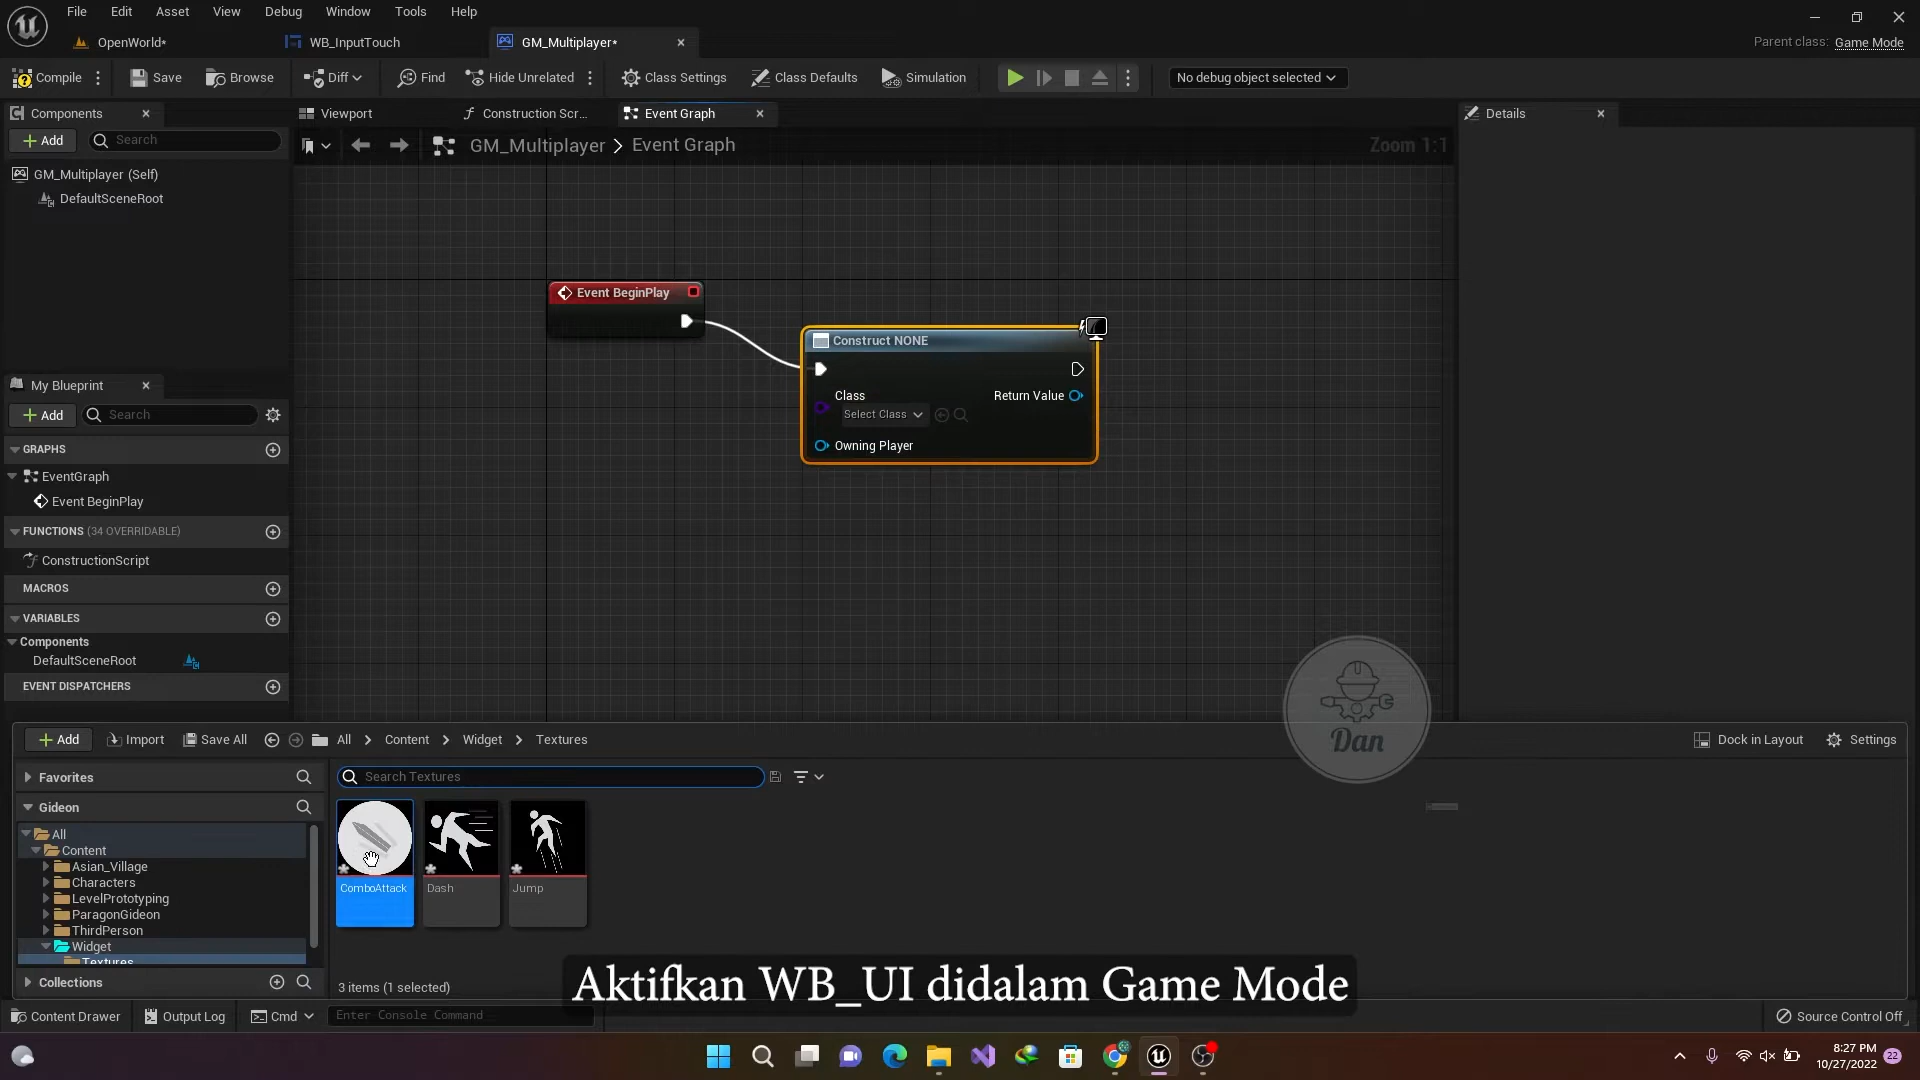 File Edit Asset View Debug Window Tools Help
OpenWorld* WB_InputTouch GM_Multiplayer* Parent class: Game Mode
Compile Save Browse Diff Find Hide Unrelated Class Settings Class Defaults Simulation No debug object selected
Components Viewport Construction Scr... Event Graph Details
Add Search
GM_Multiplayer > Event Graph Zoom 1:1
GM_Multiplayer (Self)
DefaultSceneRoot
Event BeginPlay
Construct NONE
Class Return Value
Select Class
Owning Player
My Blueprint
Add Search
GRAPHS
EventGraph
Event BeginPlay
FUNCTIONS (34 OVERRIDABLE)
ConstructionScript
MACROS
VARIABLES
Components
DefaultSceneRoot
EVENT DISPATCHERS
Dan
Add Import Save All All > Content > Widget > Textures Dock in Layout Settings
Favorites Search Textures
Gideon
All
Content
Asian_Village
Characters
LevelPrototyping
ParagonGideon
ThirdPerson
Widget
Textures
Collections
ComboAttack Dash Jump
3 items (1 selected)
Aktifkan WB_UI didalam Game Mode
Content Drawer Output Log Cmd Enter Console Command Source Control Off
8:27 PM
10/27/2022 22